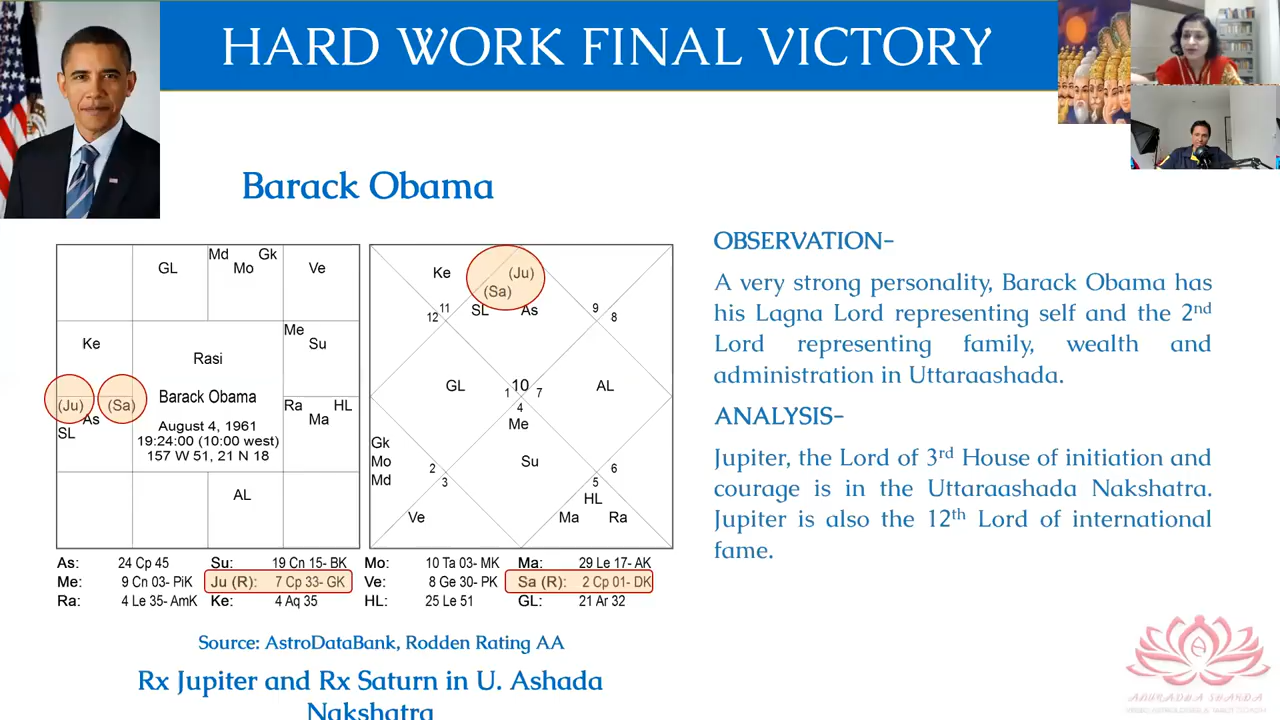 HARD WORK FINAL VICTORY
Barack Obama
OBSERVATION-
A very strong personality, Barack Obama has
his Lagna Lord representing self and the 2nd
Lord representing family, wealth and
administration in Uttaraashada.
ANALYSIS-
Jupiter, the Lord of 3rd House of initiation and
courage is in the Uttaraashada Nakshatra.
Jupiter is also the 12th Lord of international
fame.
GL
Md Gk
Mo
Ve
Ke
Me
Su
Rasi
Barack Obama
August 4, 1961
19:24:00 (10:00 west)
157 W 51, 21 N 18
(Ju) (Sa)
As
SL
Ra HL
Ma
AL
Ke (Ju)
(Sa)
SL As
11 12
9 8
GL
10
1 7
4
AL
Me
Gk
Mo
Md
Su
2 3
6 5
HL
Ve
Ma Ra
As: 24 Cp 45 Su: 19 Cn 15- BK Mo: 10 Ta 03- MK Ma: 29 Le 17- AK
Me: 9 Cn 03- PiK Ju (R): 7 Cp 33- GK Ve: 8 Ge 30- PK Sa (R): 2 Cp 01- DK
Ra: 4 Le 35- AmK Ke: 4 Aq 35 HL: 25 Le 51 GL: 21 Ar 32
Source: AstroDataBank, Rodden Rating AA
Rx Jupiter and Rx Saturn in U. Ashada
Nakshatra